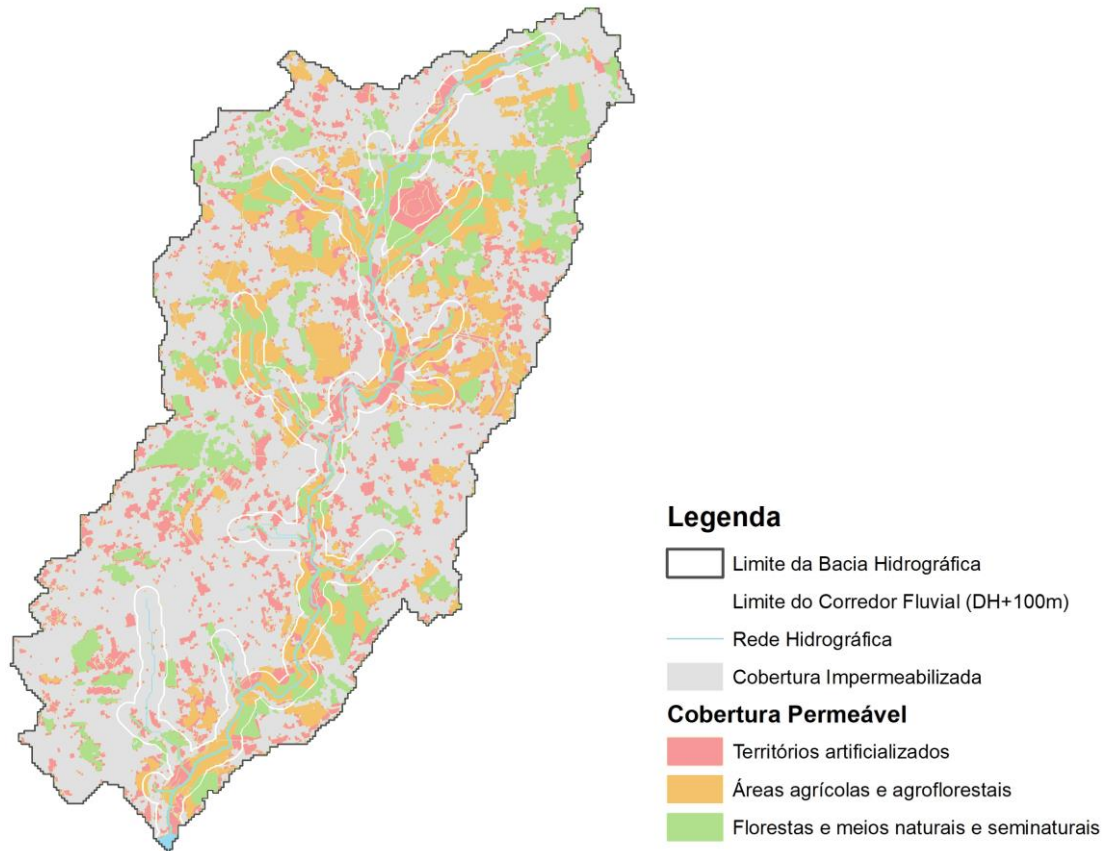 Legenda
Limite da Bacia Hidrográfica
Limite do Corredor Fluvial (DH+100m)
Rede Hidrográfica
Cobertura Impermeabilizada
Cobertura Permeável
Territórios artificializados
Áreas agrícolas e agroflorestais
Florestas e meios naturais e seminaturais